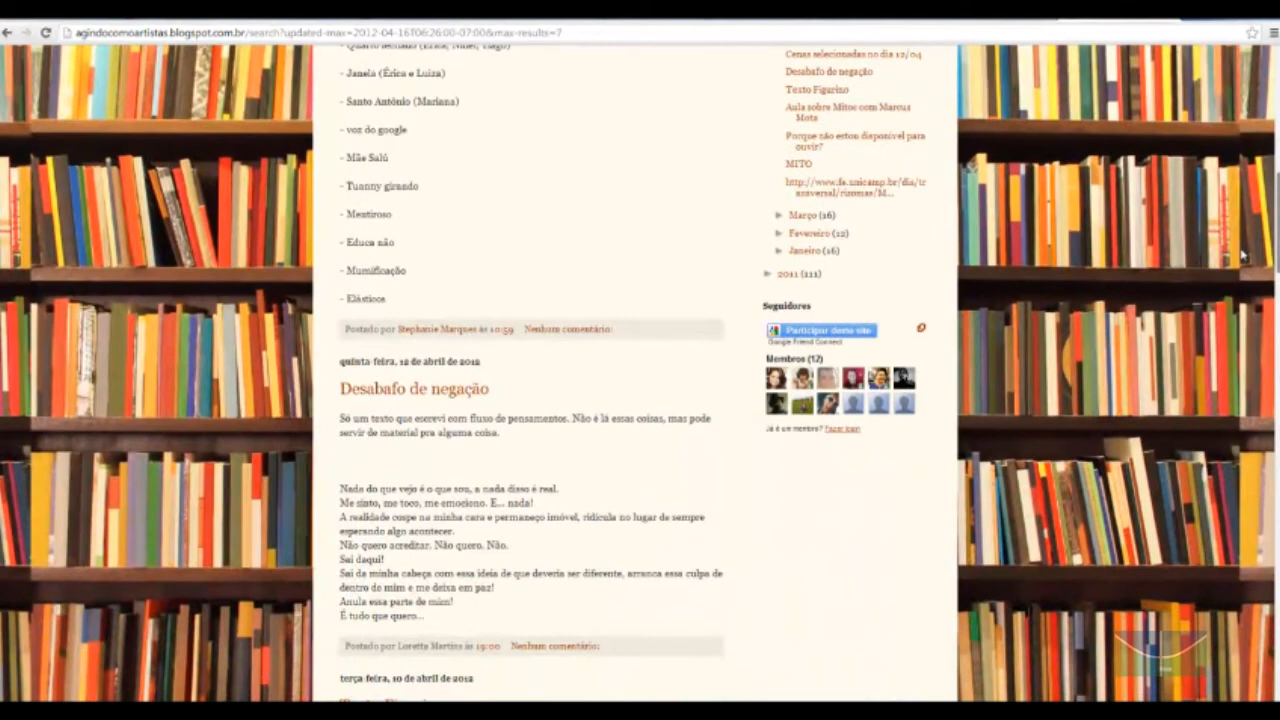 agindocomoartistas.blogspot.com.br/search?updated-max=2012-04-16T06:26:00-07:00&max-results=7
- Janela (Érica e Luiza)
- Santo Antônio (Mariana)
- voz do google
- Mãe Salú
- Tuanny girando
- Mentiroso
- Educa não
- Mumificação
- Elásticos
Postado por Stephanie Marques às 10:59 Nenhum comentário:
quinta-feira, 12 de abril de 2012
Desabafo de negação
Só um texto que escrevi com fluxo de pensamentos. Não é lá essas coisas, mas pode
servir de material pra alguma coisa.
Nada do que vejo é o que sou, a nada disso é real.
Me sinto, me toco, me emociono. E... nada!
A realidade cospe na minha cara e permaneço imóvel, ridícula no lugar de sempre
esperando algo acontecer.
Não quero acreditar. Não quero. Não.
Sai daqui!
Sai da minha cabeça com essa ideia de que deveria ser diferente, arranca essa culpa de
dentro de mim e me deixa em paz!
Anula essa parte de mim!
É tudo que quero...
Postado por Loretta Martins às 19:00 Nenhum comentário:
terça-feira, 10 de abril de 2012
Cenas selecionadas no dia 12/04
Desabafo de negação
Texto Figurino
Aula sobre Mitos com Marcus
Mota
Porque não estou disponível para
ouvir?
MITO
http://www.fe.unicamp.br/dis/tr
ansversal/rizomas/M...
► Março (16)
► Fevereiro (12)
► Janeiro (16)
► 2011 (111)
Seguidores
Participar deste site
Google Friend Connect
Membros (12)
Já é um membro? Fazer login